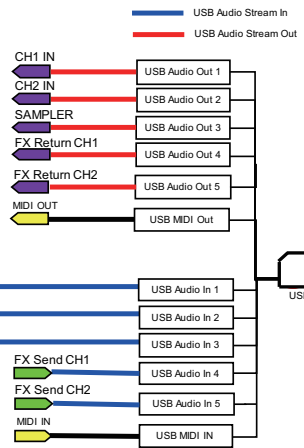 USB Audio Stream In
USB Audio Stream Out
CH1 IN
USB Audio Out 1
CH2 IN
USB Audio Out 2
SAMPLER
USB Audio Out 3
FX Return CH1
USB Audio Out 4
FX Return CH2
USB Audio Out 5
MIDI OUT
USB MIDI Out
USB Audio In 1
USB
USB Audio In 2
USB Audio In 3
FX Send CH1
USB Audio In 4
FX Send CH2
USB Audio In 5
MIDI IN
USB MIDI IN